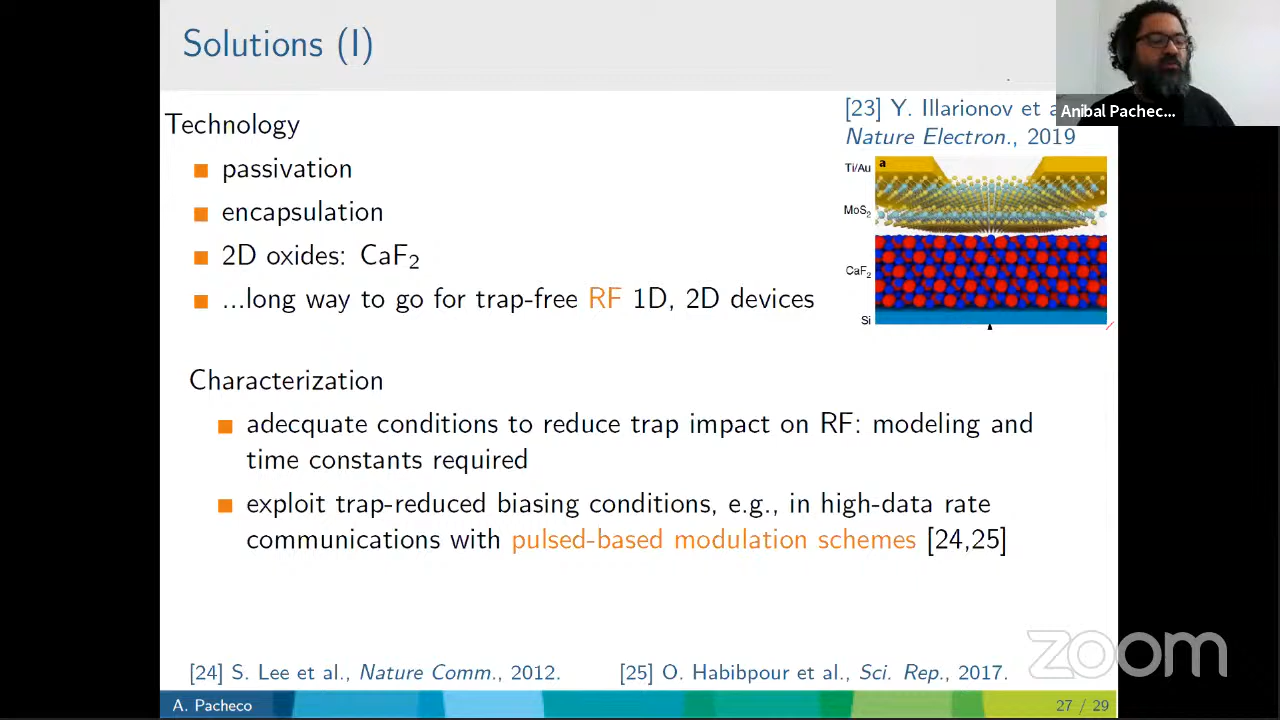 Solutions (I)
Anibal Pachec...
[23] Y. Illarionov et
Nature Electron., 2019
Technology
passivation
encapsulation
2D oxides: CaF₂
...long way to go for trap-free RF 1D, 2D devices
a
Ti/Au
MoS₂
CaF₂
Si
Characterization
adecquate conditions to reduce trap impact on RF: modeling and
time constants required
exploit trap-reduced biasing conditions, e.g., in high-data rate
communications with pulsed-based modulation schemes [24,25]
zoom
[24] S. Lee et al., Nature Comm., 2012.
[25] O. Habibpour et al., Sci. Rep., 2017.
A. Pacheco
27 / 29